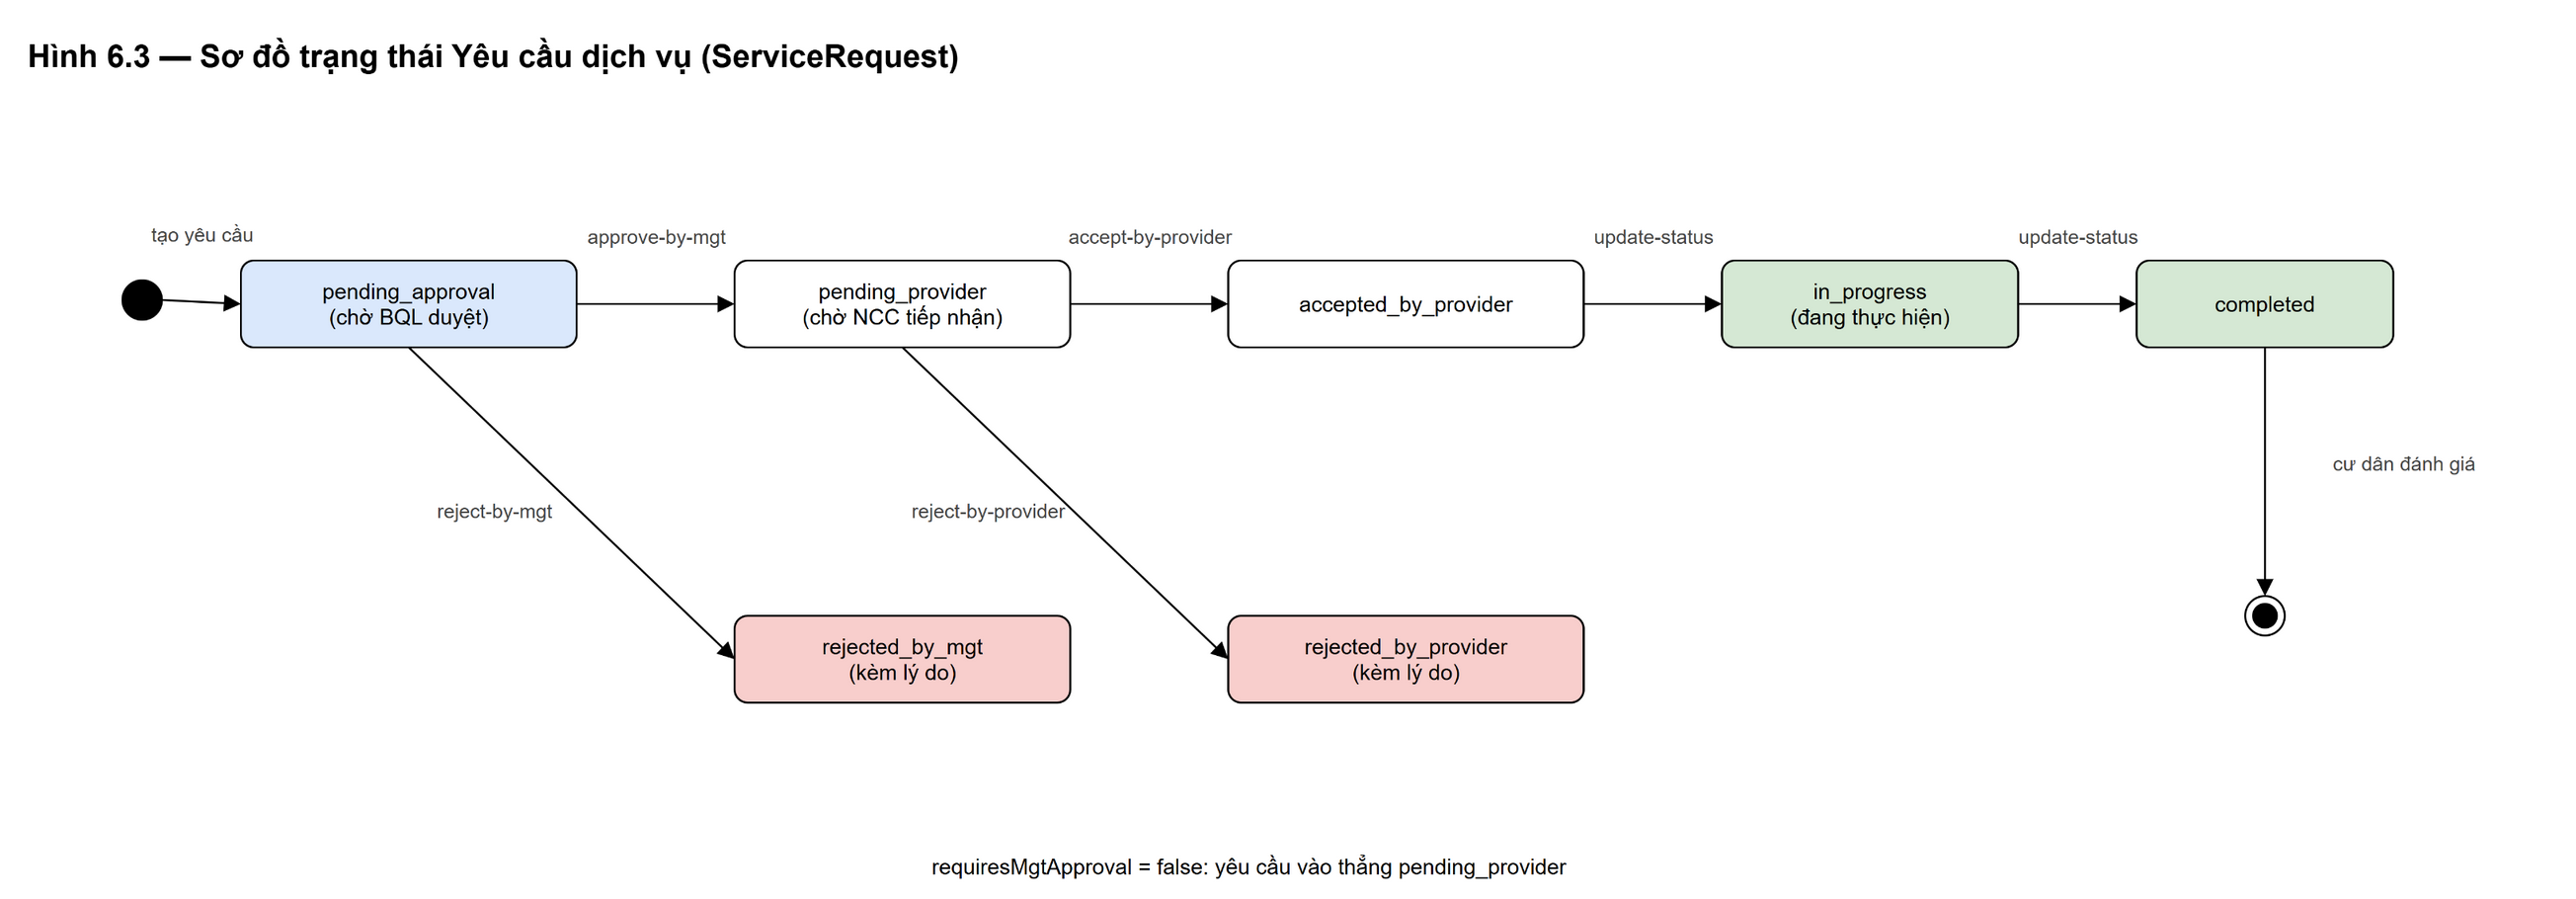 Hình 6.3 — Sơ đồ trạng thái Yêu cầu dịch vụ (ServiceRequest)
tạo yêu cầu
approve-by-mgt
accept-by-provider
update-status
update-status
pending_approval
(chờ BQL duyệt)
pending_provider
(chờ NCC tiếp nhận)
accepted_by_provider
in_progress
(đang thực hiện)
completed
cư dân đánh giá
reject-by-mgt
reject-by-provider
rejected_by_mgt
(kèm lý do)
rejected_by_provider
(kèm lý do)
requiresMgtApproval = false: yêu cầu vào thẳng pending_provider